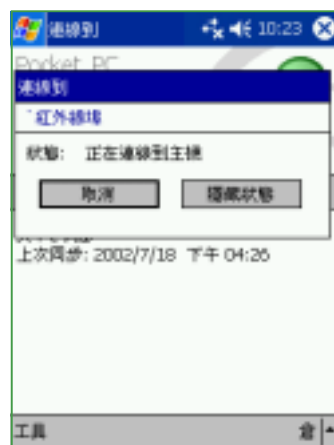 連線到 10:23
Pocket PC
連線到
`紅外線埠
狀態: 正在連線到主機
取消 隱藏狀態
上次同步: 2002/7/18 下午 04:26
工具 倉